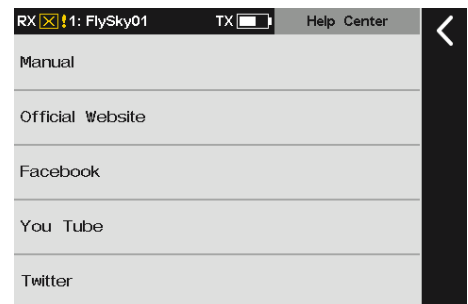 RX ! 1: FlySky01 TX Help Center
Manual
Official Website
Facebook
You Tube
Twitter